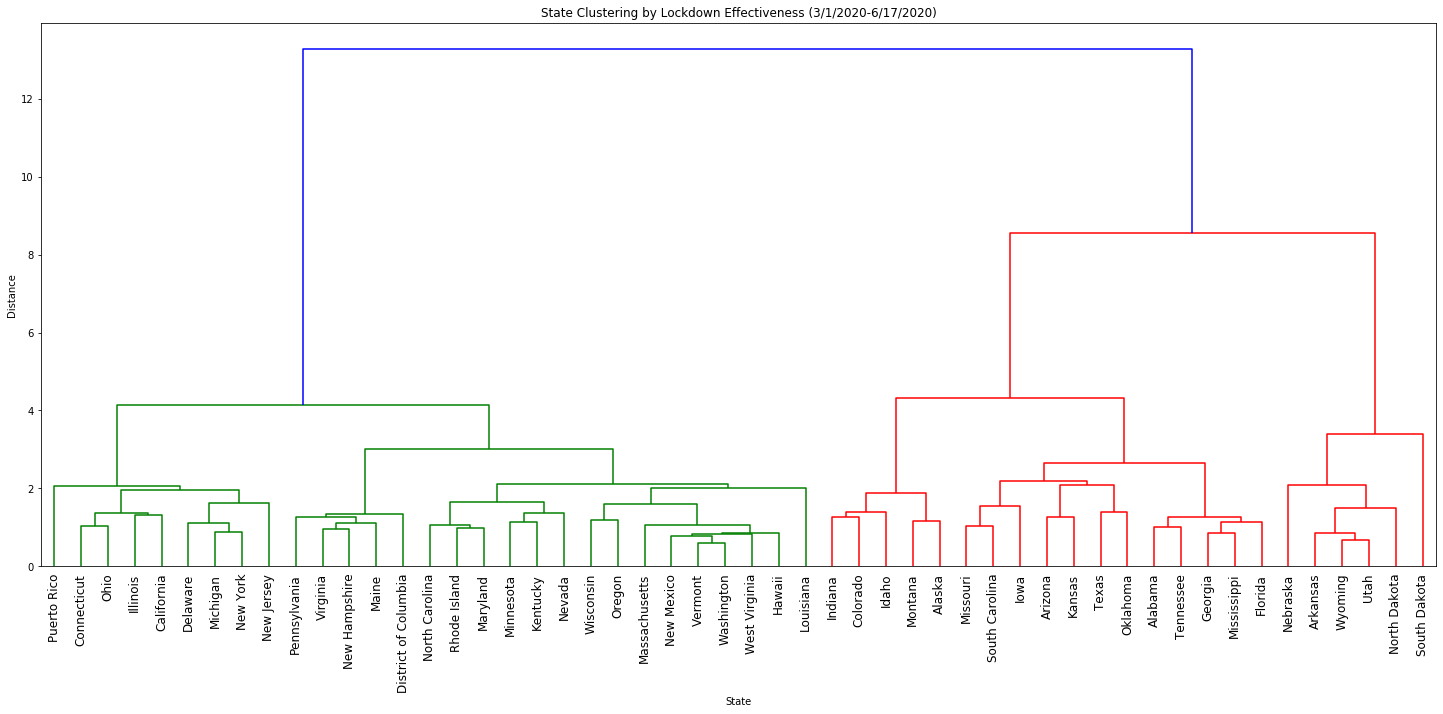 State Clustering by Lockdown Effectiveness (3/1/2020-6/17/2020)
Distance
12
10
8
6
4
2
0
Puerto Rico
Connecticut
Ohio
Illinois
California
Delaware
Michigan
New York
New Jersey
Pennsylvania
Virginia
New Hampshire
Maine
District of Columbia
North Carolina
Rhode Island
Maryland
Minnesota
Kentucky
Nevada
Wisconsin
Oregon
Massachusetts
New Mexico
Vermont
Washington
West Virginia
Hawaii
Louisiana
Indiana
Colorado
Idaho
Montana
Alaska
Missouri
South Carolina
Iowa
Arizona
Kansas
Texas
Oklahoma
Alabama
Tennessee
Georgia
Mississippi
Florida
Nebraska
Arkansas
Wyoming
Utah
North Dakota
South Dakota
State